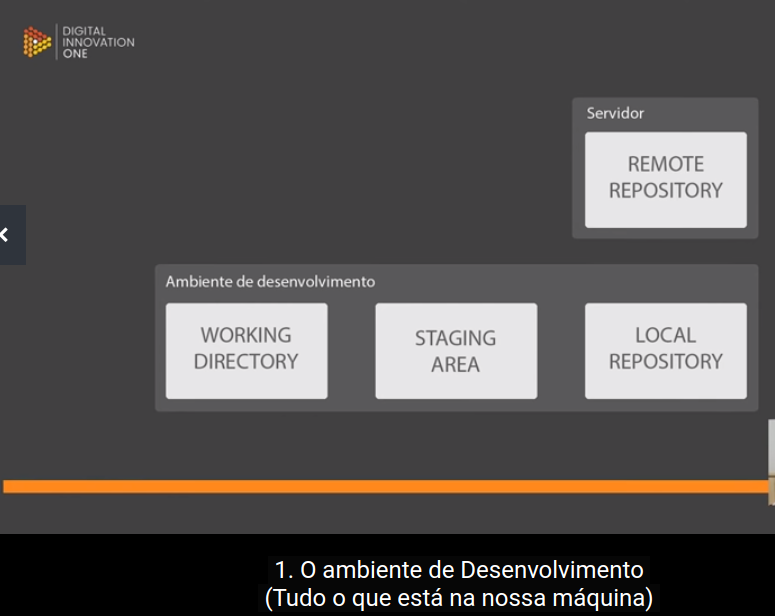 DIGITAL
INNOVATION
ONE
Servidor
REMOTE
REPOSITORY
Ambiente de desenvolvimento
WORKING
DIRECTORY
STAGING
AREA
LOCAL
REPOSITORY
1. O ambiente de Desenvolvimento
(Tudo o que está na nossa máquina)